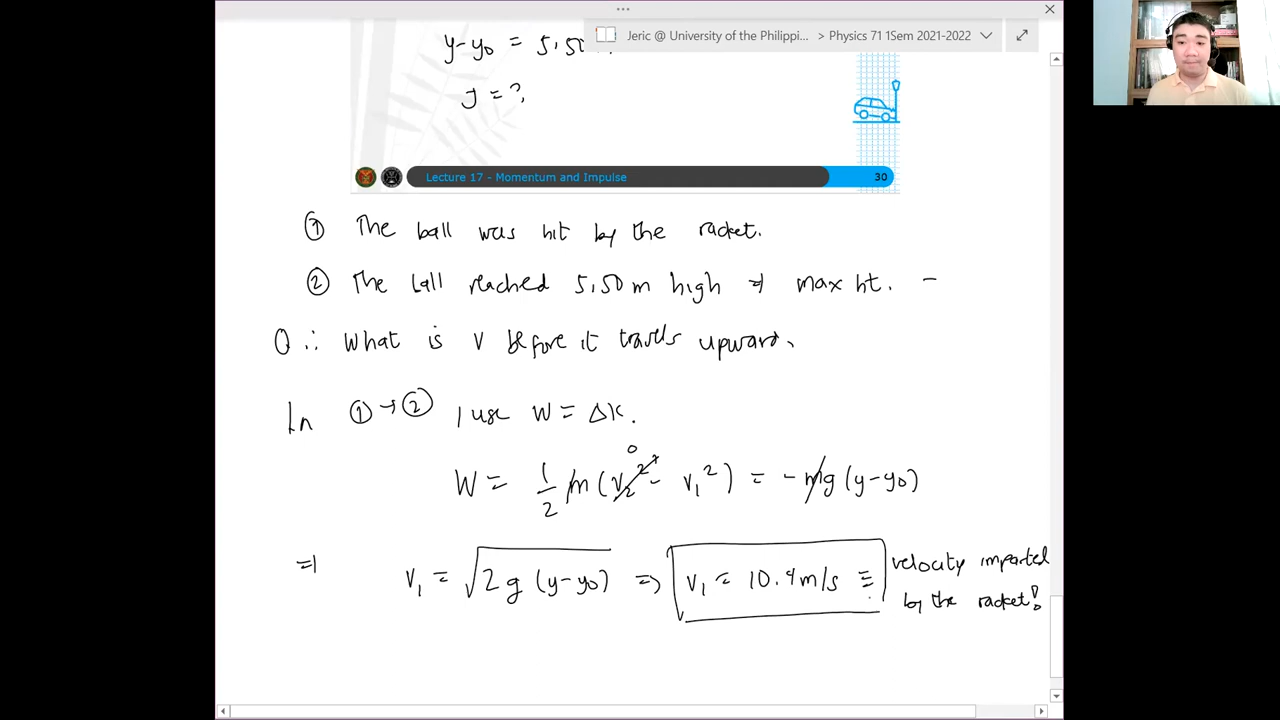 Jeric @ University of the Philippi... > Physics 71 1Sem 2021-2022
y-y0 = 5.50
J = ?
Lecture 17 - Momentum and Impulse 30
① The ball was hit by the racket.
② The ball reached 5.50 m high ⇒ max ht. -
Q ∴ What is v before it travels upward.
In ① → ② I use W = ΔK.
W = 1/2 m (v₂² - v₁²) = -mg (y-y0)
0
⇒ v₁ = √2g (y-y0) ⇒ v₁ = 10.4 m/s ≡ velocity imparted
by the racket!